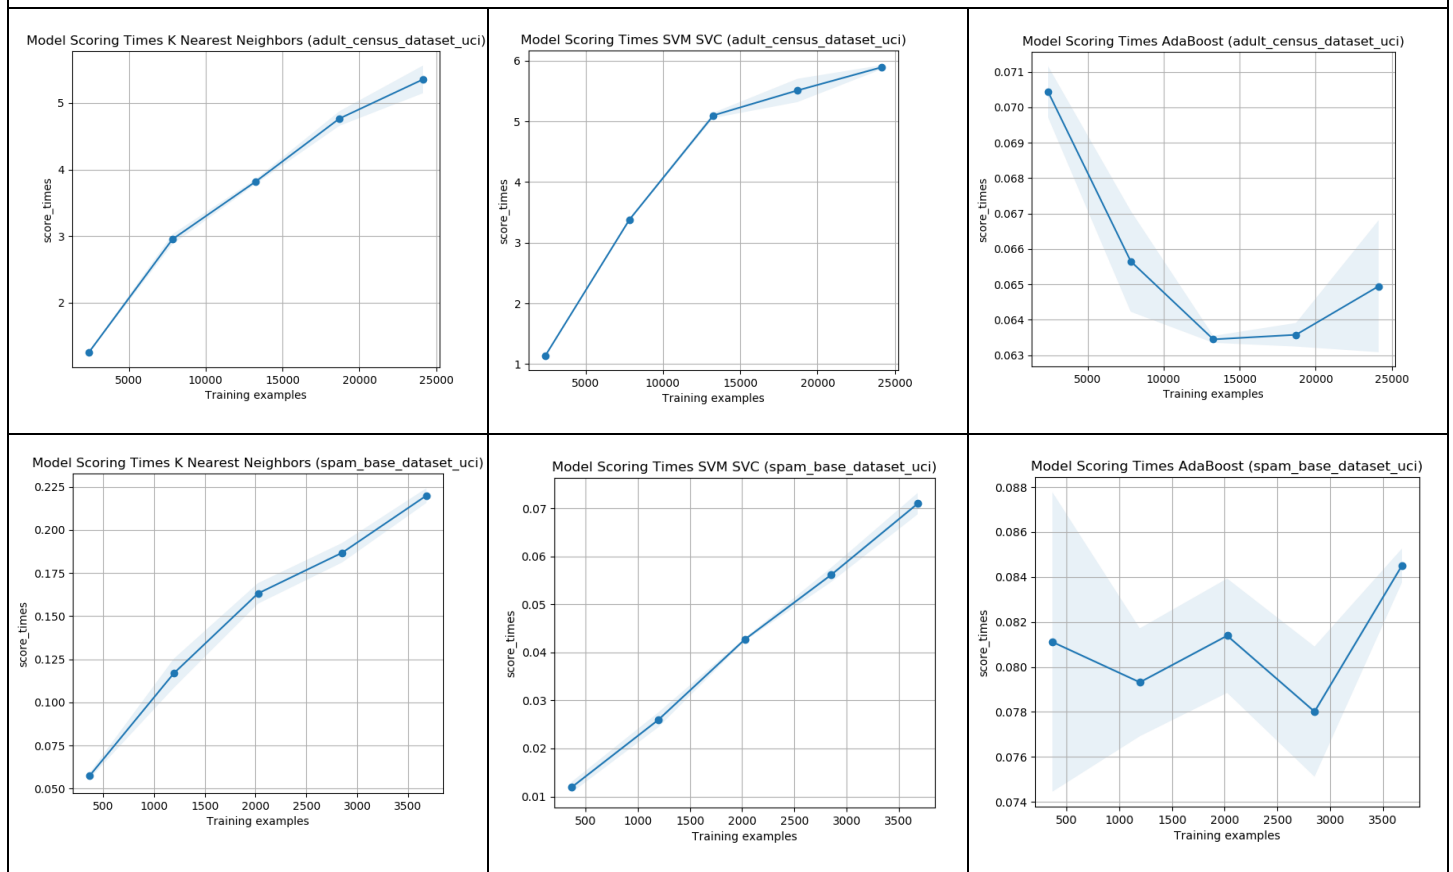 Model Scoring Times K Nearest Neighbors (adult_census_dataset_uci)
5
4
3
2
score_times
5000 10000 15000 20000 25000
Training examples
Model Scoring Times SVM SVC (adult_census_dataset_uci)
6
5
4
3
2
1
score_times
5000 10000 15000 20000 25000
Training examples
Model Scoring Times AdaBoost (adult_census_dataset_uci)
0.071
0.070
0.069
0.068
0.067
0.066
0.065
0.064
0.063
score_times
5000 10000 15000 20000 25000
Training examples
Model Scoring Times K Nearest Neighbors (spam_base_dataset_uci)
0.225
0.200
0.175
0.150
0.125
0.100
0.075
0.050
score_times
500 1000 1500 2000 2500 3000 3500
Training examples
Model Scoring Times SVM SVC (spam_base_dataset_uci)
0.07
0.06
0.05
0.04
0.03
0.02
0.01
score_times
500 1000 1500 2000 2500 3000 3500
Training examples
Model Scoring Times AdaBoost (spam_base_dataset_uci)
0.088
0.086
0.084
0.082
0.080
0.078
0.076
0.074
score_times
500 1000 1500 2000 2500 3000 3500
Training examples